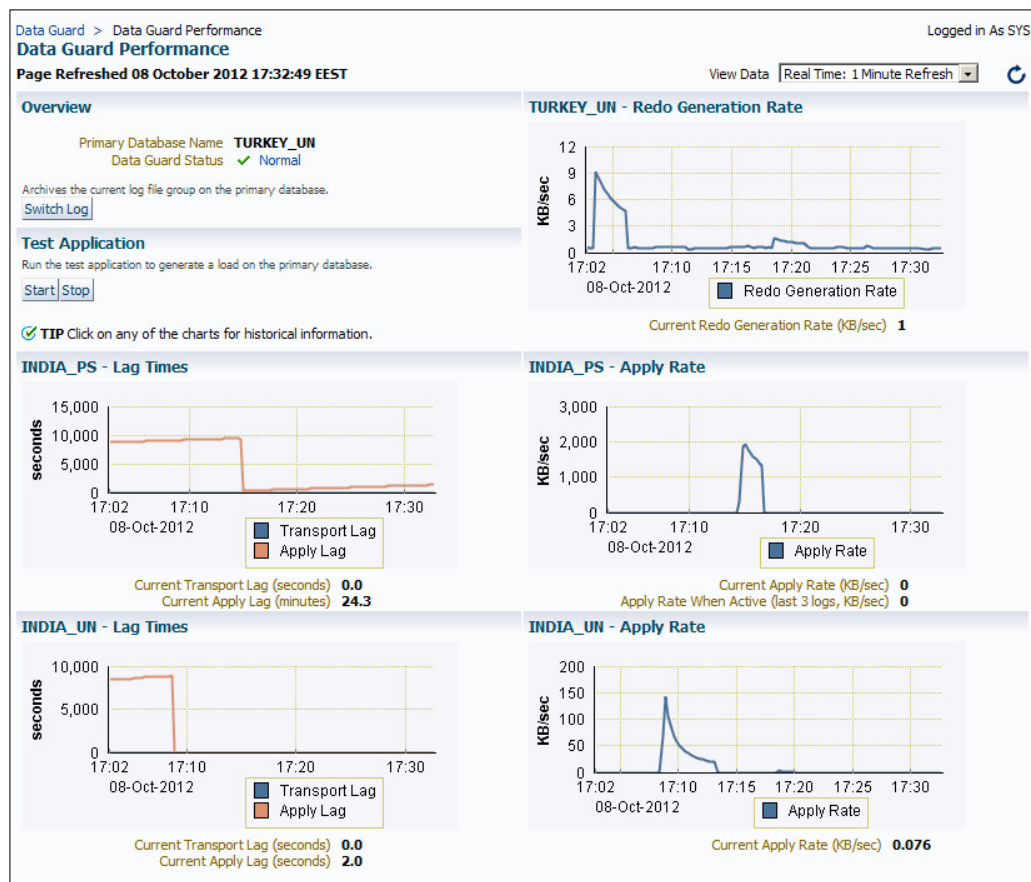 Data Guard > Data Guard Performance
Logged in As SYS
Data Guard Performance
Page Refreshed 08 October 2012 17:32:49 EEST
View Data Real Time: 1 Minute Refresh
Overview
Primary Database Name TURKEY_UN
Data Guard Status Normal
Archives the current log file group on the primary database.
Switch Log
Test Application
Run the test application to generate a load on the primary database.
Start Stop
TIP Click on any of the charts for historical information.
TURKEY_UN - Redo Generation Rate
KB/sec
12
9
6
3
0
17:02 17:10 17:15 17:20 17:25 17:30
08-Oct-2012
Redo Generation Rate
Current Redo Generation Rate (KB/sec) 1
INDIA_PS - Lag Times
seconds
15,000
10,000
5,000
0
17:02 17:10 17:20 17:30
08-Oct-2012
Transport Lag
Apply Lag
Current Transport Lag (seconds) 0.0
Current Apply Lag (minutes) 24.3
INDIA_PS - Apply Rate
KB/sec
3,000
2,000
1,000
0
17:02 17:10 17:20 17:30
08-Oct-2012
Apply Rate
Current Apply Rate (KB/sec) 0
Apply Rate When Active (last 3 logs, KB/sec) 0
INDIA_UN - Lag Times
seconds
10,000
5,000
0
17:02 17:10 17:20 17:30
08-Oct-2012
Transport Lag
Apply Lag
Current Transport Lag (seconds) 0.0
Current Apply Lag (seconds) 2.0
INDIA_UN - Apply Rate
KB/sec
200
150
100
50
0
17:02 17:10 17:15 17:20 17:25 17:30
08-Oct-2012
Apply Rate
Current Apply Rate (KB/sec) 0.076